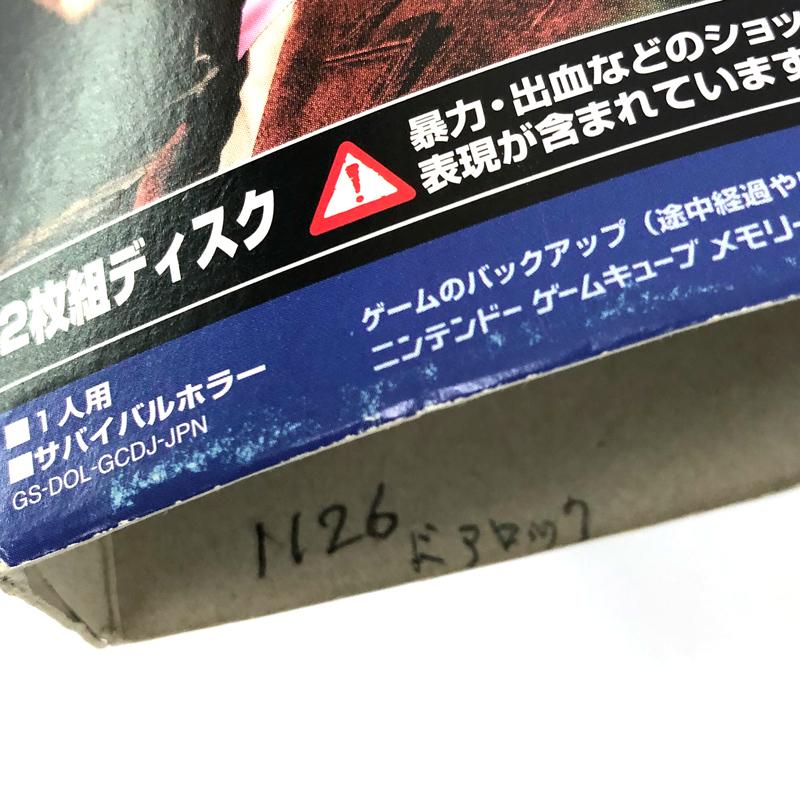 暴力・出血などのショッ
表現が含まれています
2枚組ディスク
ゲームのバックアップ（途中経過や
ニンテンドー ゲームキューブ メモリー
■1人用
■サバイバルホラー
GS-DOL-GCDJ-JPN
1126
ドアロック